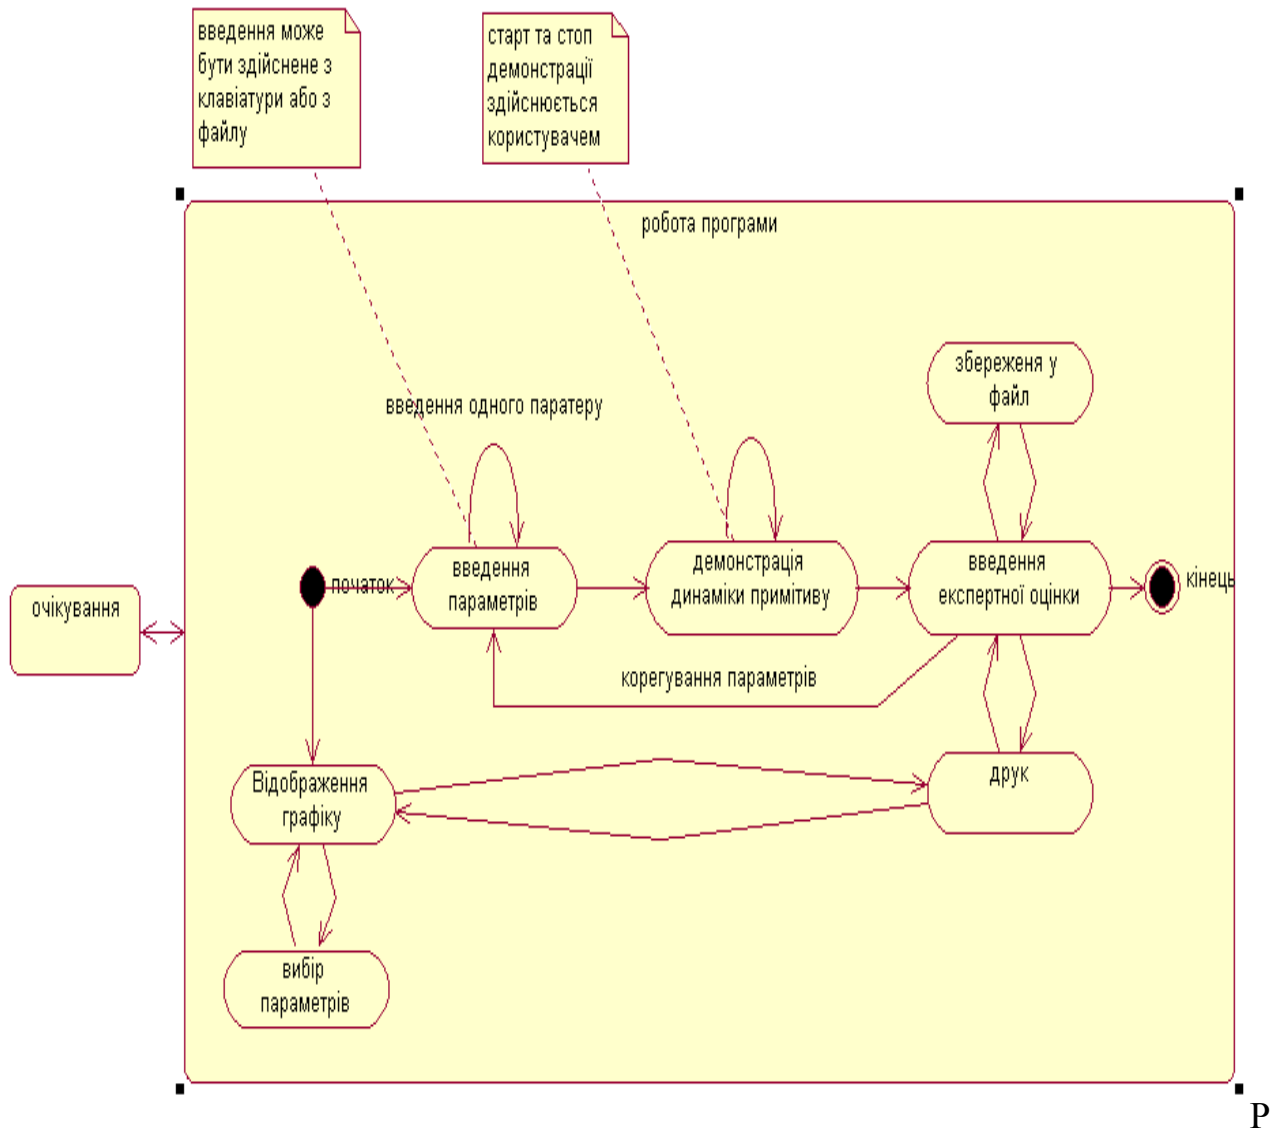 введення може
бути здійснене з
клавіатури або з
файлу
старт та стоп
демонстрації
здійснюється
користувачем
робота програми
збереженя у
файл
введення одного паратеру
введення
параметрів
демонстрація
динаміки примітиву
введення
експертної оцінки
початок
кінець
очікування
корегування параметрів
Відображення
графіку
друк
вибір
параметрів
Р